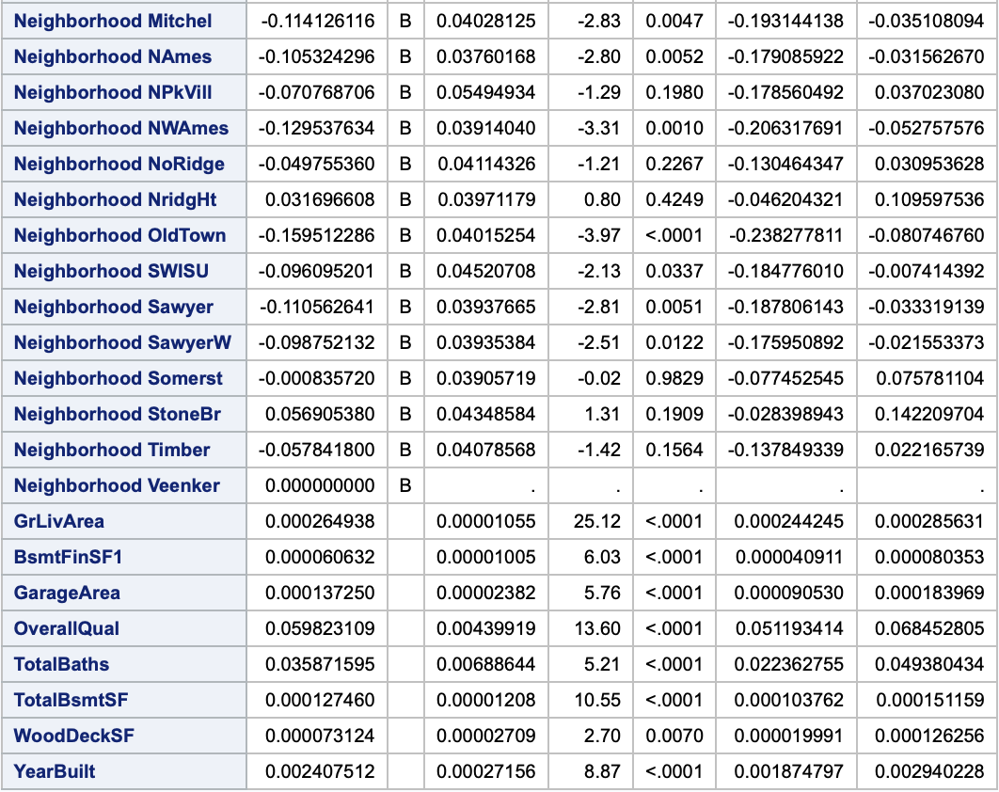 Neighborhood Mitchel -0.114126116 B 0.04028125 -2.83 0.0047 -0.193144138 -0.035108094
Neighborhood NAmes -0.105324296 B 0.03760168 -2.80 0.0052 -0.179085922 -0.031562670
Neighborhood NPkVill -0.070768706 B 0.05494934 -1.29 0.1980 -0.178560492 0.037023080
Neighborhood NWAmes -0.129537634 B 0.03914040 -3.31 0.0010 -0.206317691 -0.052757576
Neighborhood NoRidge -0.049755360 B 0.04114326 -1.21 0.2267 -0.130464347 0.030953628
Neighborhood NridgHt 0.031696608 B 0.03971179 0.80 0.4249 -0.046204321 0.109597536
Neighborhood OldTown -0.159512286 B 0.04015254 -3.97 <.0001 -0.238277811 -0.080746760
Neighborhood SWISU -0.096095201 B 0.04520708 -2.13 0.0337 -0.184776010 -0.007414392
Neighborhood Sawyer -0.110562641 B 0.03937665 -2.81 0.0051 -0.187806143 -0.033319139
Neighborhood SawyerW -0.098752132 B 0.03935384 -2.51 0.0122 -0.175950892 -0.021553373
Neighborhood Somerst -0.000835720 B 0.03905719 -0.02 0.9829 -0.077452545 0.075781104
Neighborhood StoneBr 0.056905380 B 0.04348584 1.31 0.1909 -0.028398943 0.142209704
Neighborhood Timber -0.057841800 B 0.04078568 -1.42 0.1564 -0.137849339 0.022165739
Neighborhood Veenker 0.000000000 B . . . . .
GrLivArea 0.000264938 0.00001055 25.12 <.0001 0.000244245 0.000285631
BsmtFinSF1 0.000060632 0.00001005 6.03 <.0001 0.000040911 0.000080353
GarageArea 0.000137250 0.00002382 5.76 <.0001 0.000090530 0.000183969
OverallQual 0.059823109 0.00439919 13.60 <.0001 0.051193414 0.068452805
TotalBaths 0.035871595 0.00688644 5.21 <.0001 0.022362755 0.049380434
TotalBsmtSF 0.000127460 0.00001208 10.55 <.0001 0.000103762 0.000151159
WoodDeckSF 0.000073124 0.00002709 2.70 0.0070 0.000019991 0.000126256
YearBuilt 0.002407512 0.00027156 8.87 <.0001 0.001874797 0.002940228